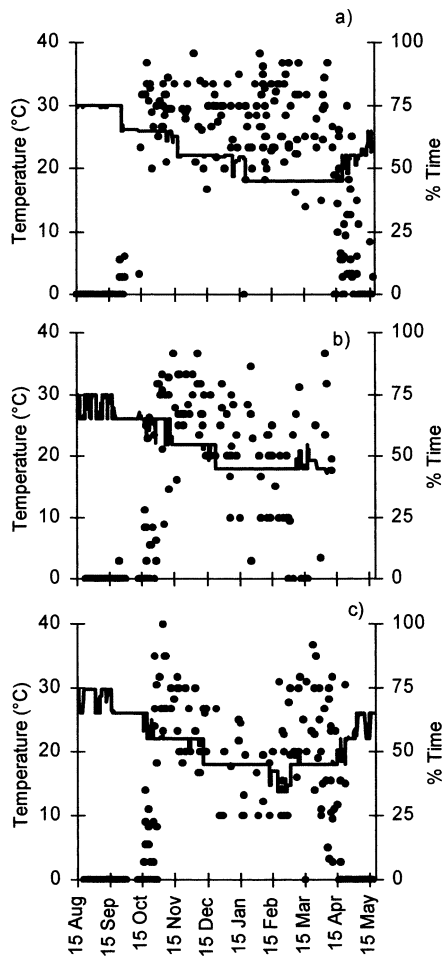 a)
40
30
20
10
0
Temperature (°C)
100
75
50
25
0
% Time
b)
40
30
20
10
0
Temperature (°C)
100
75
50
25
0
% Time
c)
40
30
20
10
0
Temperature (°C)
100
75
50
25
0
% Time
15 Aug
15 Sep
15 Oct
15 Nov
15 Dec
15 Jan
15 Feb
15 Mar
15 Apr
15 May